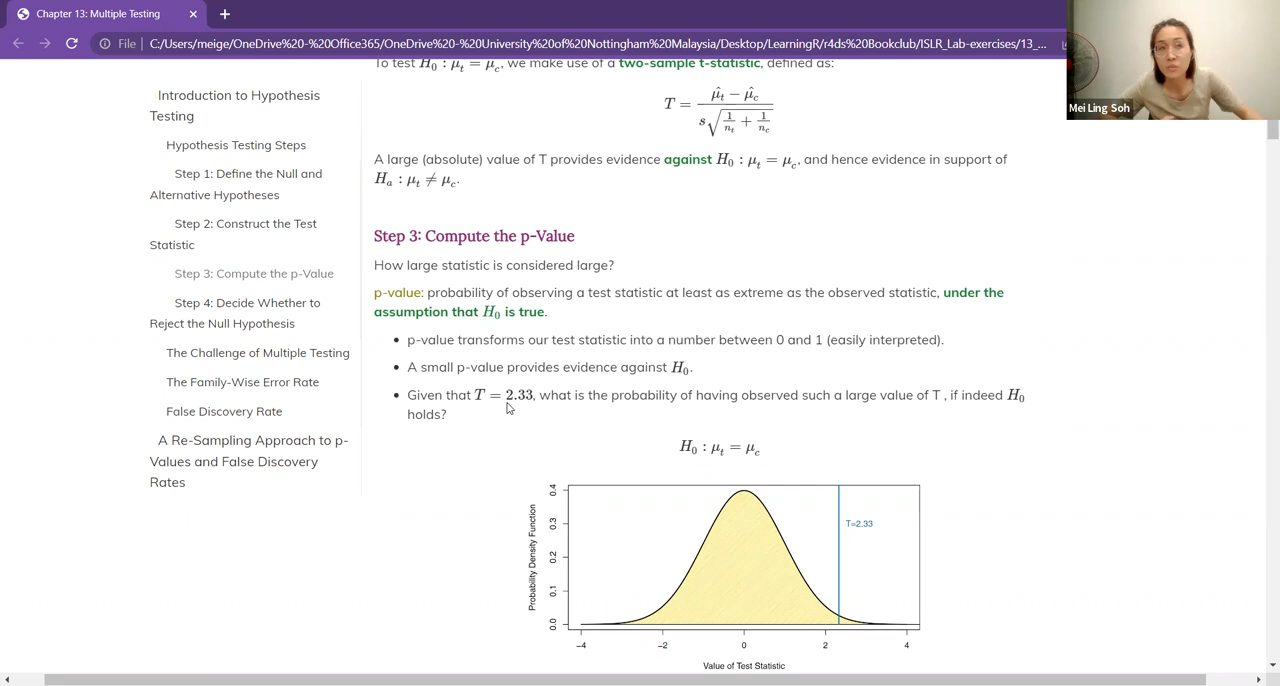 Chapter 13: Multiple Testing
File
C:/Users/meige/OneDrive%20-%20Office365/OneDrive%20-%20University%20of%20Nottingham%20Malaysia/Desktop/LearningR/r4ds%20Bookclub/ISLR_Lab-exercises/13_...
Mei Ling Soh
Introduction to Hypothesis
Testing
Hypothesis Testing Steps
Step 1: Define the Null and
Alternative Hypotheses
Step 2: Construct the Test
Statistic
Step 3: Compute the p-Value
Step 4: Decide Whether to
Reject the Null Hypothesis
The Challenge of Multiple Testing
The Family-Wise Error Rate
False Discovery Rate
A Re-Sampling Approach to p-
Values and False Discovery
Rates
To test H₀ : μₜ = μ_c, we make use of a two-sample t-statistic, defined as:
T = (μ̂ₜ − μ̂_c) / (s√(1/nₜ + 1/n_c))
A large (absolute) value of T provides evidence against H₀ : μₜ = μ_c, and hence evidence in support of
Hₐ : μₜ ≠ μ_c.
Step 3: Compute the p-Value
How large statistic is considered large?
p-value: probability of observing a test statistic at least as extreme as the observed statistic, under the
assumption that H₀ is true.
• p-value transforms our test statistic into a number between 0 and 1 (easily interpreted).
• A small p-value provides evidence against H₀.
• Given that T = 2.33, what is the probability of having observed such a large value of T , if indeed H₀
holds?
H₀ : μₜ = μ_c
Probability Density Function
0.4
0.3
0.2
0.1
0.0
T=2.33
−4 −2 0 2 4
Value of Test Statistic